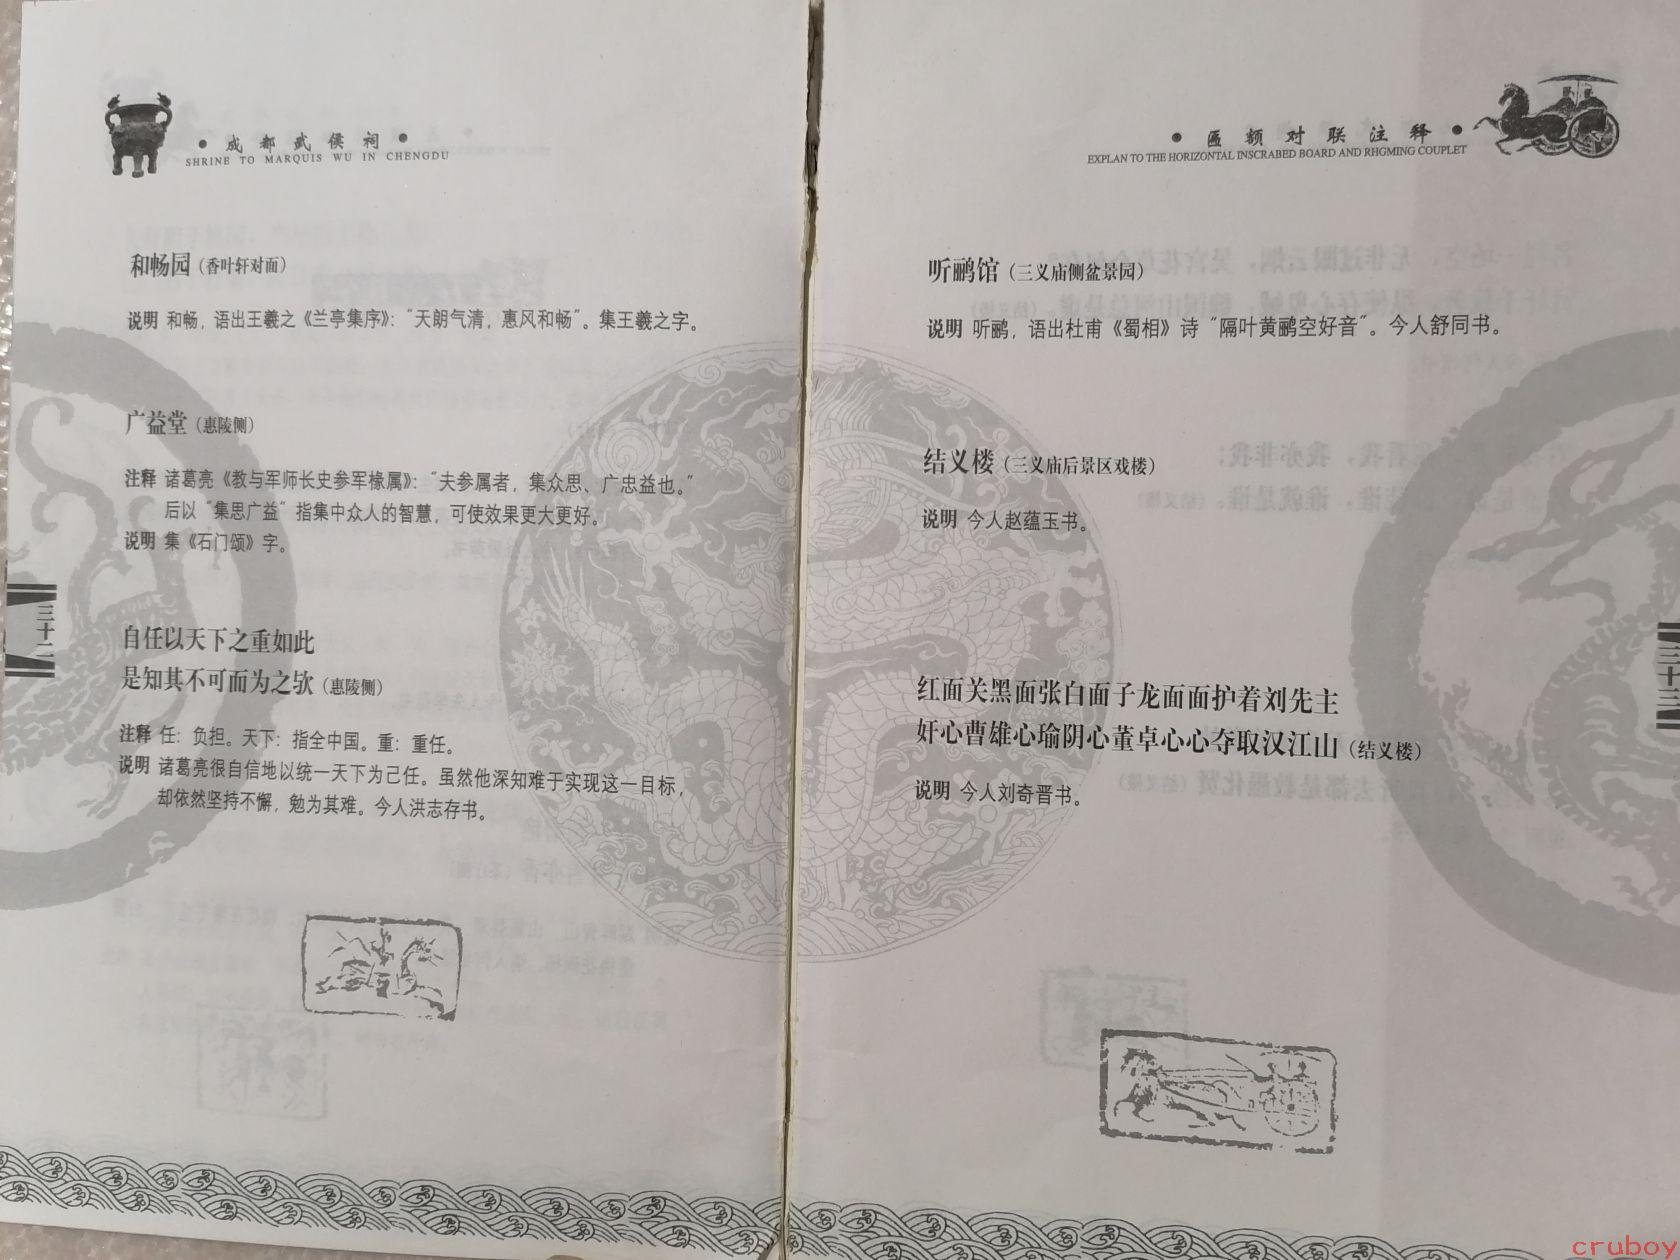 •成都武侯祠•
SHRINE TO MARQUIS WU IN CHENGDU
和畅园（香叶轩对面）
说明 和畅，语出王羲之《兰亭集序》：“天朗气清，惠风和畅”。集王羲之字。
广益堂（惠陵侧）
注释 诸葛亮《教与军师长史参军椽属》：“夫参属者，集众思、广忠益也。”
后以“集思广益”指集中众人的智慧，可使效果更大更好。
说明 集《石门颂》字。
自任以天下之重如此
是知其不可而为之欤（惠陵侧）
注释 任：负担。天下：指全中国。重：重任。
说明 诸葛亮很自信地以统一天下为己任。虽然他深知难于实现这一目标，
却依然坚持不懈，勉为其难。今人洪志存书。
三十二
•匾额对联注释•
EXPLAN TO THE HORIZONTAL INSCRABED BOARD AND RHGMING COUPLET
听鹂馆（三义庙侧盆景园）
说明 听鹂，语出杜甫《蜀相》诗“隔叶黄鹂空好音”。今人舒同书。
结义楼（三义庙后景区戏楼）
说明 今人赵蕴玉书。
红面关黑面张白面子龙面面护着刘先主
奸心曹雄心瑜阴心董卓心心夺取汉江山（结义楼）
说明 今人刘奇晋书。
三十三
cruboy